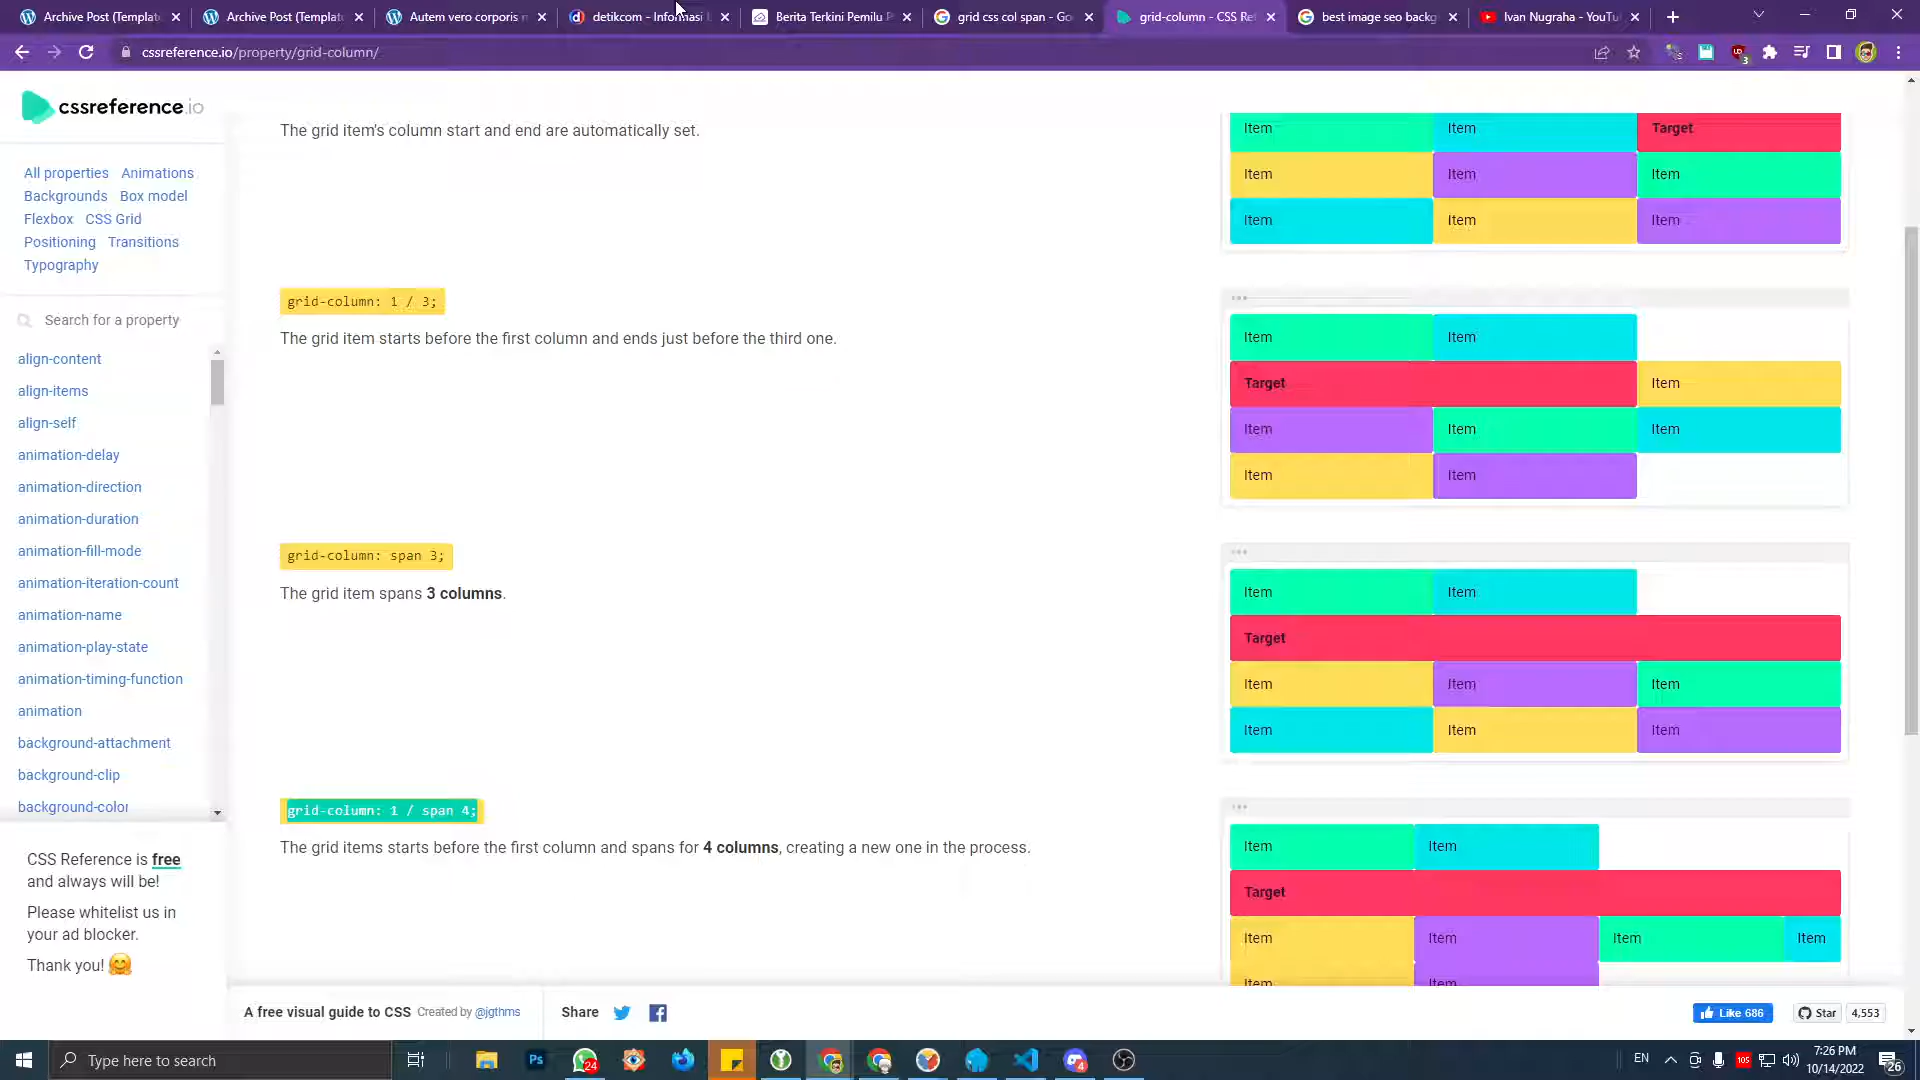 Archive Post (Templat
Archive Post (Templat
Autem vero corporis
detikcom - Informasi
Berita Terkini Pemilu P
grid css col span - Go
grid-column - CSS Re
best image seo backg
Ivan Nugraha - YouTu
cssreference.io/property/grid-column/
3
cssreference.io
All properties Animations
Backgrounds Box model
Flexbox CSS Grid
Positioning Transitions
Typography
Search for a property
align-content
align-items
align-self
animation-delay
animation-direction
animation-duration
animation-fill-mode
animation-iteration-count
animation-name
animation-play-state
animation-timing-function
animation
background-attachment
background-clip
background-color
CSS Reference is free
and always will be!
Please whitelist us in
your ad blocker.
Thank you!
The grid item's column start and end are automatically set.
Item Item Target
Item Item Item
Item Item Item
grid-column: 1 / 3;
The grid item starts before the first column and ends just before the third one.
Item Item
Target Item
Item Item Item
Item Item
grid-column: span 3;
The grid item spans 3 columns.
Item Item
Target
Item Item Item
Item Item Item
grid-column: 1 / span 4;
The grid items starts before the first column and spans for 4 columns, creating a new one in the process.
Item Item
Target
Item Item Item Item
Item Item
A free visual guide to CSS Created by @jgthms
Share
Like 686
Star 4,553
Type here to search
Ps
24
4
EN
105
7:26 PM
10/14/2022
26